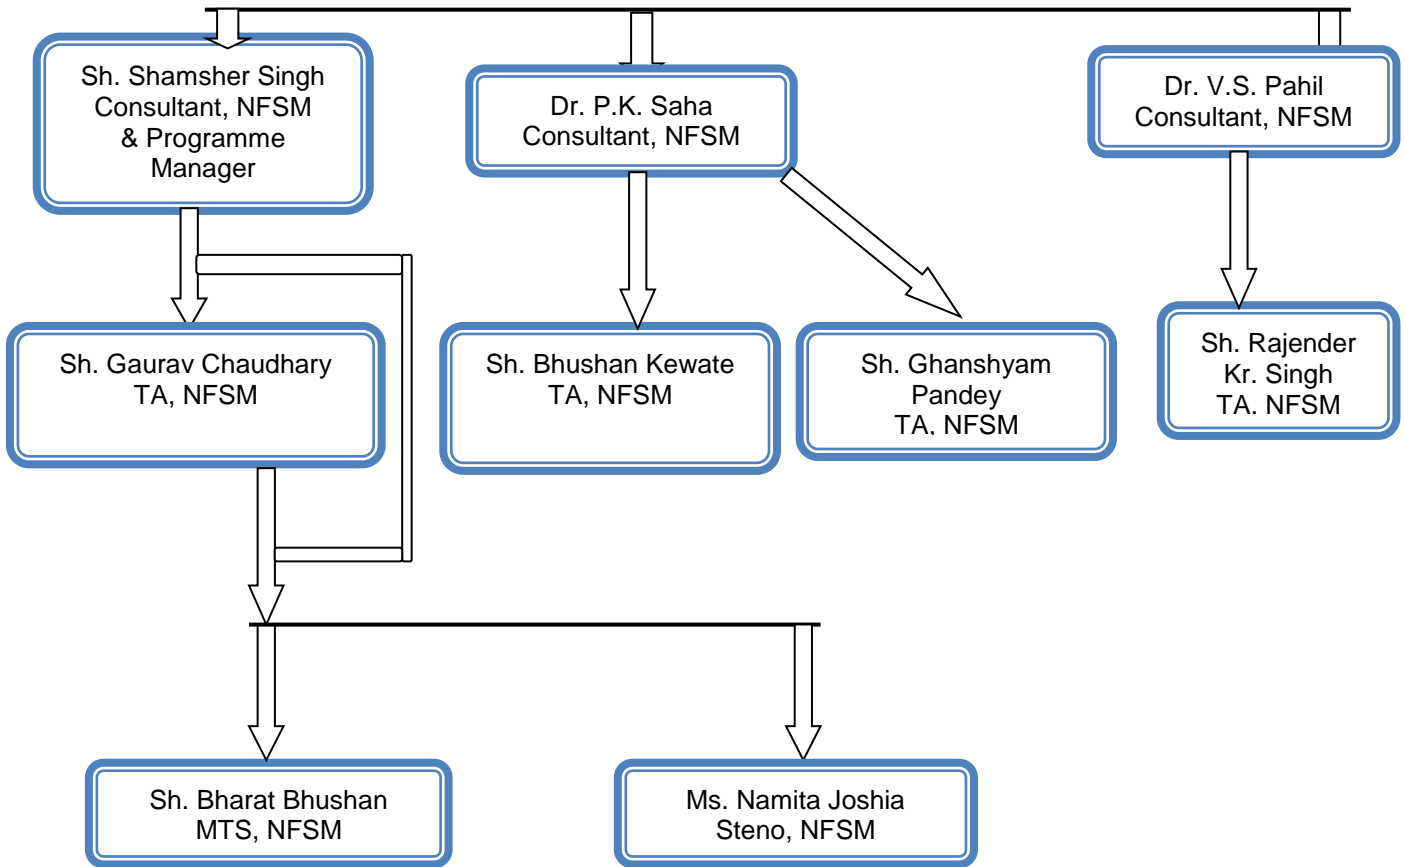 Sh. Shamsher Singh
Consultant, NFSM
& Programme
Manager
Dr. P.K. Saha
Consultant, NFSM
Dr. V.S. Pahil
Consultant, NFSM
Sh. Gaurav Chaudhary
TA, NFSM
Sh. Bhushan Kewate
TA, NFSM
Sh. Ghanshyam
Pandey
TA, NFSM
Sh. Rajender
Kr. Singh
TA. NFSM
Sh. Bharat Bhushan
MTS, NFSM
Ms. Namita Joshia
Steno, NFSM